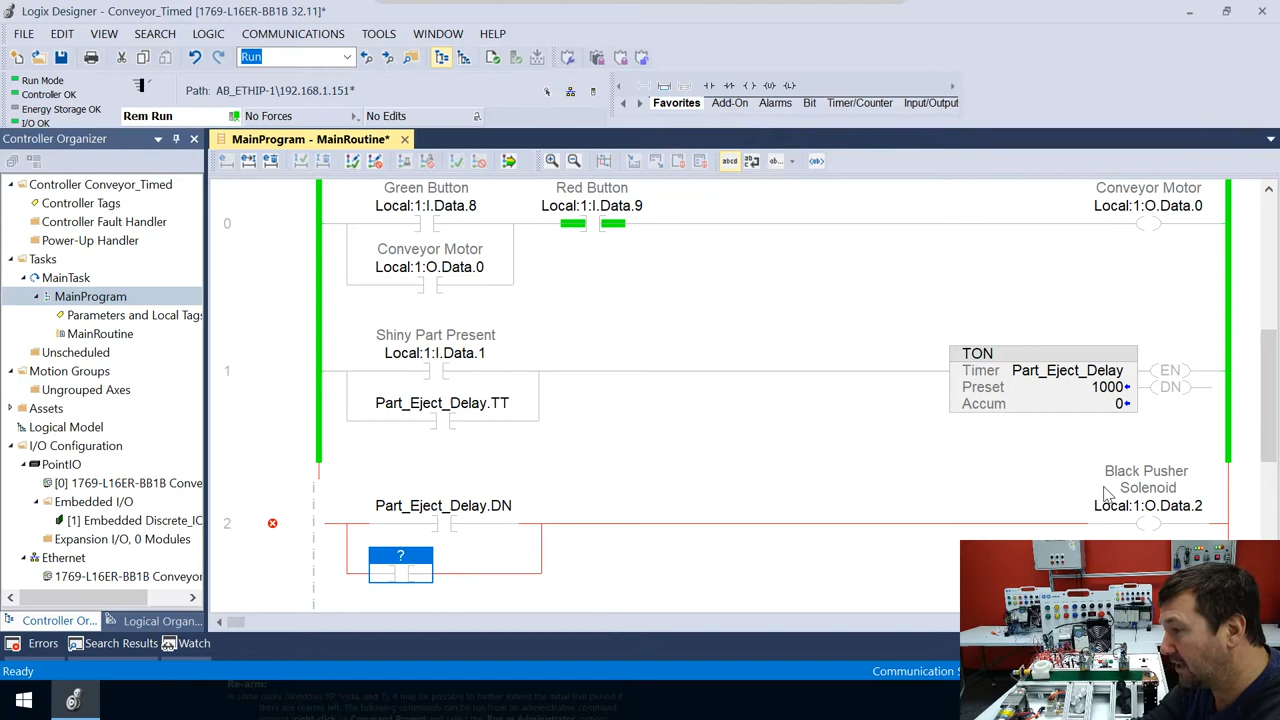 Logix Designer - Conveyor_Timed [1769-L16ER-BB1B 32.11]*
FILE EDIT VIEW SEARCH LOGIC COMMUNICATIONS TOOLS WINDOW HELP
Run
Run Mode
Controller OK
Energy Storage OK
I/O OK
Path: AB_ETHIP-1\192.168.1.151*
Rem Run No Forces No Edits
Favorites Add-On Alarms Bit Timer/Counter Input/Output
Controller Organizer
MainProgram - MainRoutine*
Controller Conveyor_Timed
Controller Tags
Controller Fault Handler
Power-Up Handler
Tasks
MainTask
MainProgram
Parameters and Local Tags
MainRoutine
Unscheduled
Motion Groups
Ungrouped Axes
Assets
Logical Model
I/O Configuration
PointIO
[0] 1769-L16ER-BB1B Conve
Embedded I/O
[1] Embedded Discrete_IO
Expansion I/O, 0 Modules
Ethernet
1769-L16ER-BB1B Conveyor
Controller Or... Logical Organ...
abcd
ab...
<ab>
Green Button
Local:1:I.Data.8
Red Button
Local:1:I.Data.9
Conveyor Motor
Local:1:O.Data.0
0
Conveyor Motor
Local:1:O.Data.0
Shiny Part Present
Local:1:I.Data.1
1
Part_Eject_Delay.TT
TON
Timer Part_Eject_Delay
Preset 1000
Accum 0
EN
DN
Black Pusher
Solenoid
Local:1:O.Data.2
Part_Eject_Delay.DN
2
?
Errors Search Results Watch
Ready
Communication S
Re-arm: